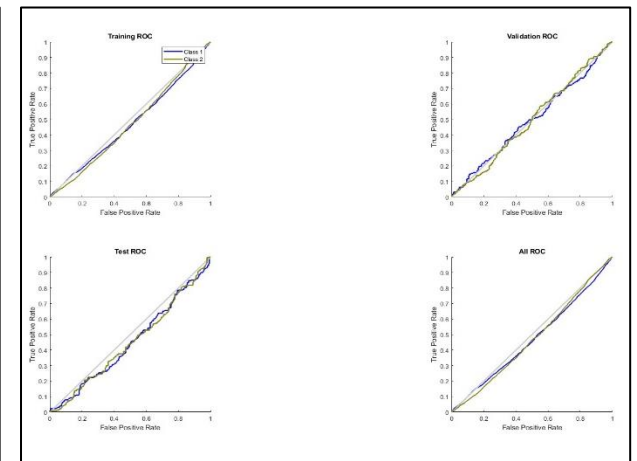 Training ROC
Class 1
Class 2
1
0.9
0.8
0.7
0.6
0.5
0.4
0.3
0.2
0.1
0
True Positive Rate
0 0.2 0.4 0.6 0.8 1
False Positive Rate
Validation ROC
1
0.9
0.8
0.7
0.6
0.5
0.4
0.3
0.2
0.1
0
True Positive Rate
0 0.2 0.4 0.6 0.8 1
False Positive Rate
Test ROC
1
0.9
0.8
0.7
0.6
0.5
0.4
0.3
0.2
0.1
0
True Positive Rate
0 0.2 0.4 0.6 0.8 1
False Positive Rate
All ROC
1
0.9
0.8
0.7
0.6
0.5
0.4
0.3
0.2
0.1
0
True Positive Rate
0 0.2 0.4 0.6 0.8 1
False Positive Rate